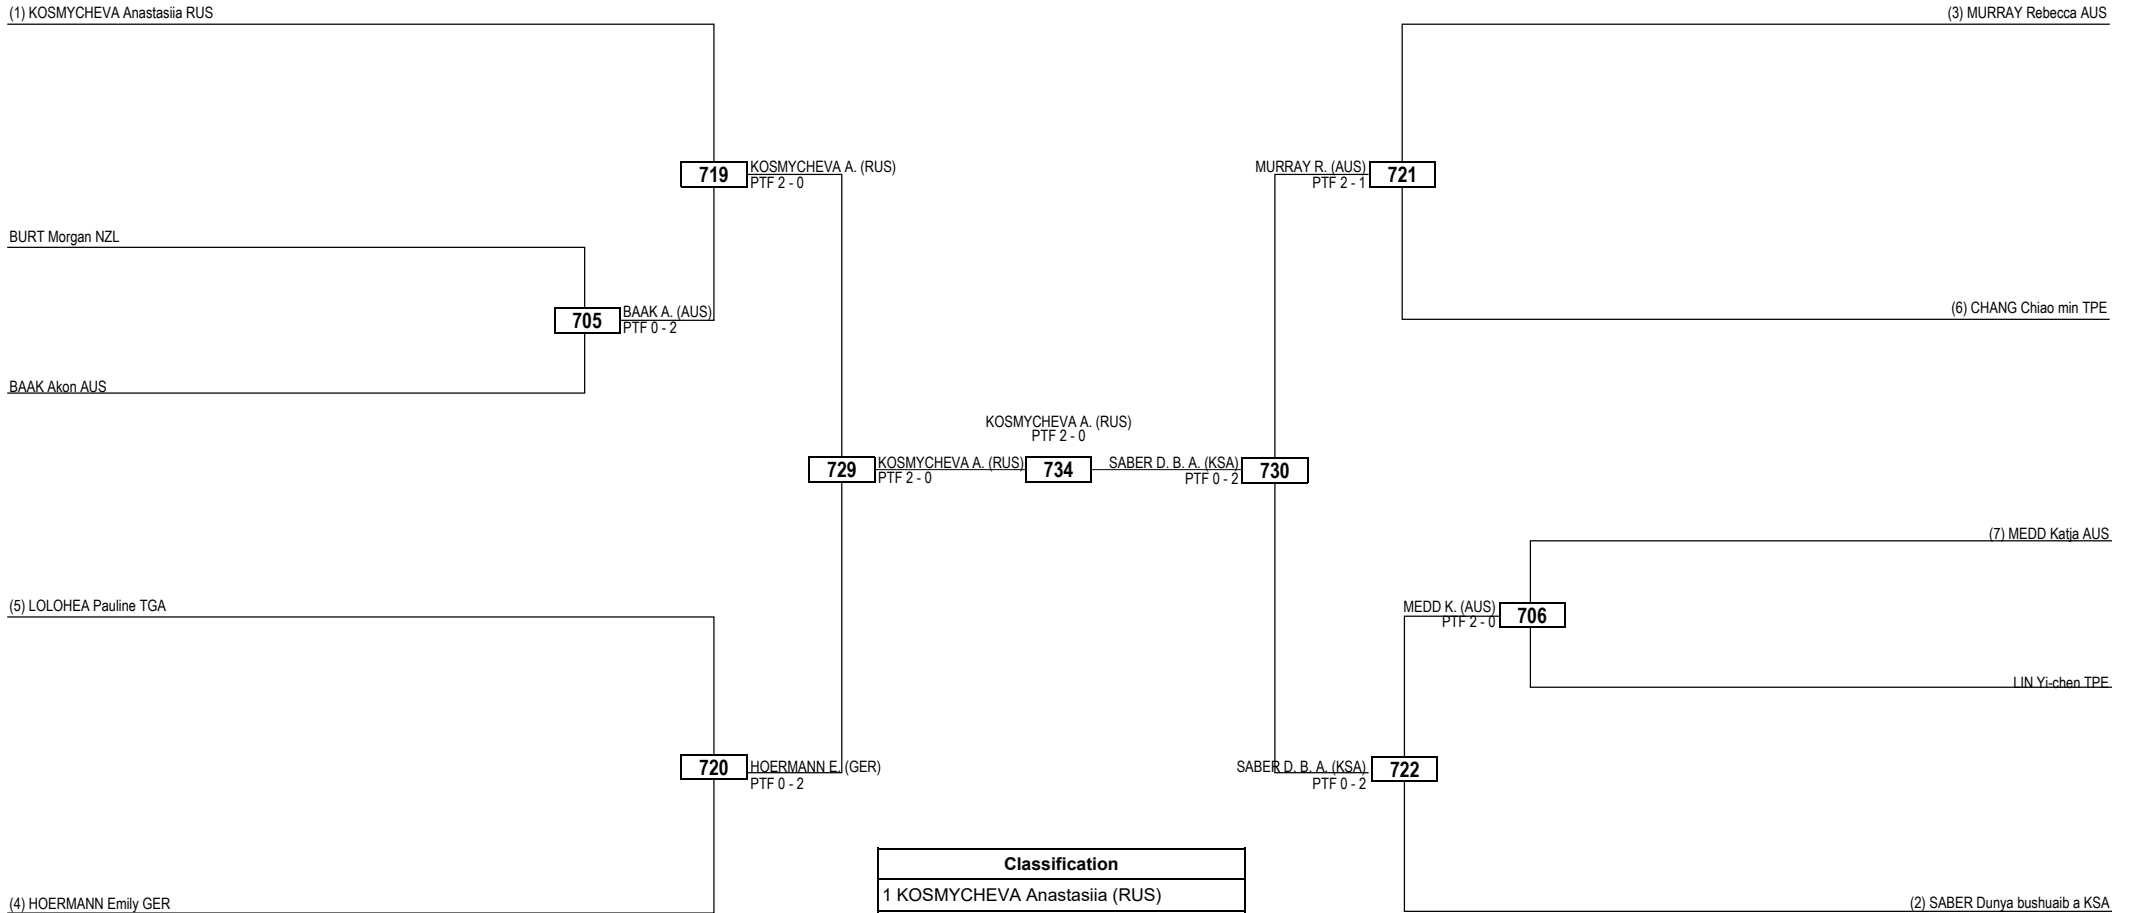 (1) KOSMYCHEVA Anastasiia RUS
(3) MURRAY Rebecca AUS
719
KOSMYCHEVA A. (RUS)
PTF 2 - 0
MURRAY R. (AUS)
PTF 2 - 1
721
BURT Morgan NZL
705
BAAK A. (AUS)
PTF 0 - 2
(6) CHANG Chiao min TPE
BAAK Akon AUS
KOSMYCHEVA A. (RUS)
PTF 2 - 0
729
KOSMYCHEVA A. (RUS)
PTF 2 - 0
734
SABER D. B. A. (KSA)
PTF 0 - 2
730
(7) MEDD Katja AUS
(5) LOLOHEA Pauline TGA
MEDD K. (AUS)
PTF 2 - 0
706
LIN Yi-chen TPE
720
HOERMANN E. (GER)
PTF 0 - 2
SABER D. B. A. (KSA)
PTF 0 - 2
722
Classification
1 KOSMYCHEVA Anastasiia (RUS)
(4) HOERMANN Emily GER
(2) SABER Dunya bushuaib a KSA